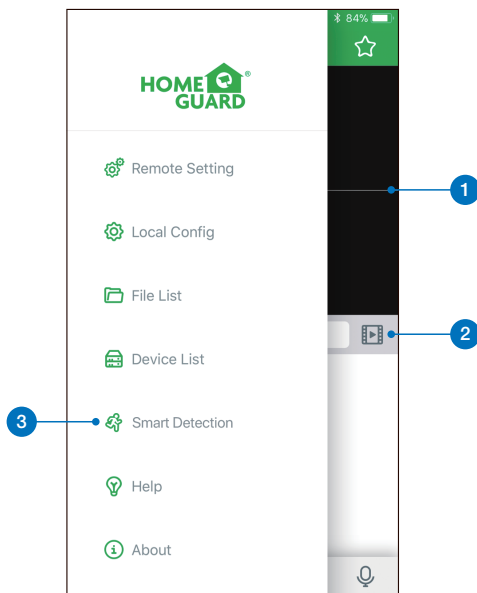 84%
HOME
GUARD®
Remote Setting
1
Local Config
File List
2
Device List
3
Smart Detection
Help
About